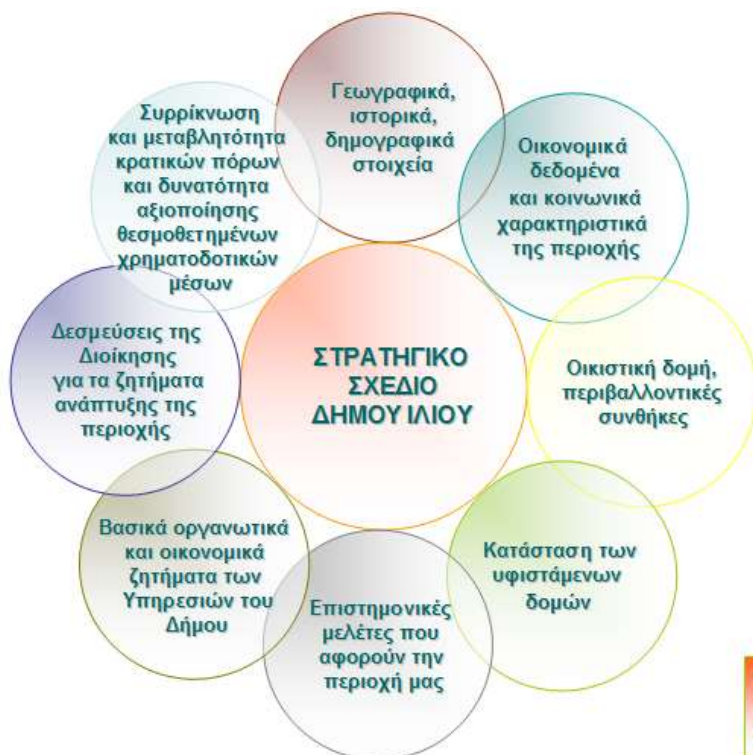 Γεωγραφικά,
ιστορικά,
δημογραφικά
στοιχεία
Οικονομικά
δεδομένα
και κοινωνικά
χαρακτηριστικά
της περιοχής
Οικιστική δομή,
περιβαλλοντικές
συνθήκες
Κατάσταση των
υφιστάμενων
δομών
Επιστημονικές
μελέτες που
αφορούν την
περιοχή μας
Βασικά οργανωτικά
και οικονομικά
ζητήματα των
Υπηρεσιών του
Δήμου
Δεσμεύσεις της
Διοίκησης
για τα ζητήματα
ανάπτυξης της
περιοχής
Συρρίκνωση
και μεταβλητότητα
κρατικών πόρων
και δυνατότητα
αξιοποίησης
θεσμοθετημένων
χρηματοδοτικών
μέσων
ΣΤΡΑΤΗΓΙΚΟ
ΣΧΕΔΙΟ
ΔΗΜΟΥ ΙΛΙΟΥ